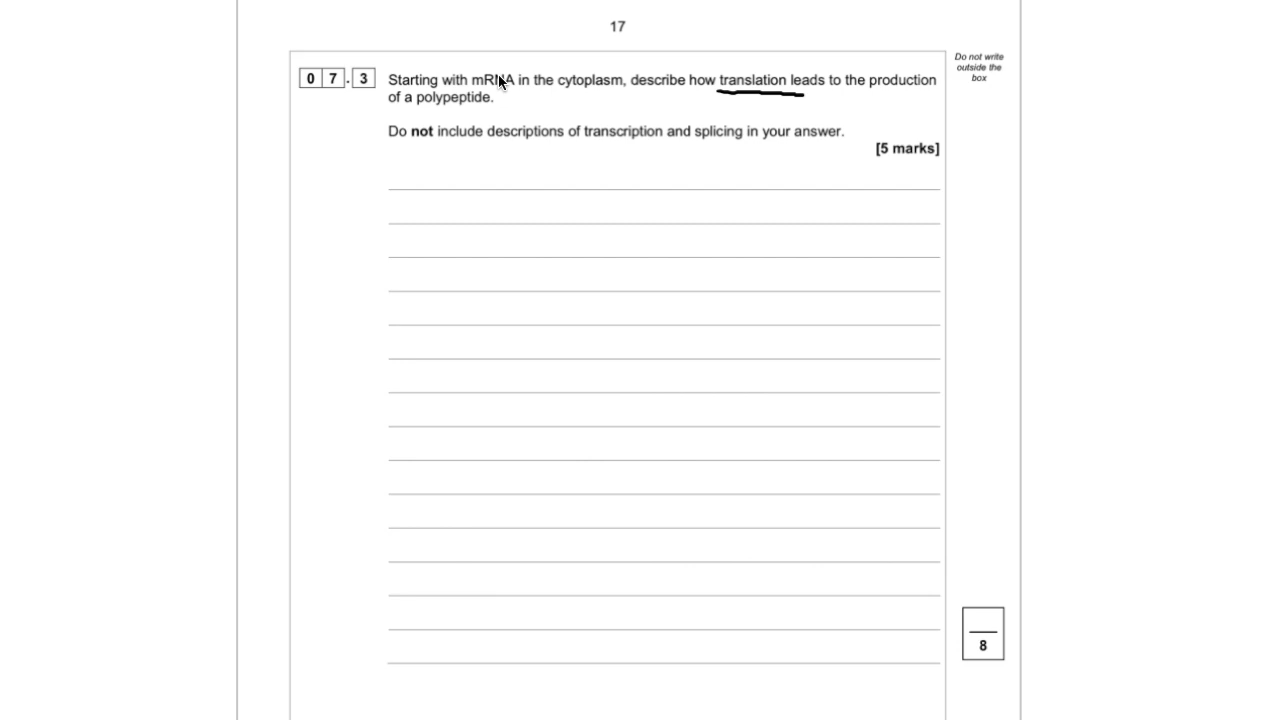 17
Do not write
outside the
box
0 7 . 3 Starting with mRNA in the cytoplasm, describe how translation leads to the production
of a polypeptide.
Do not include descriptions of transcription and splicing in your answer.
[5 marks]
8